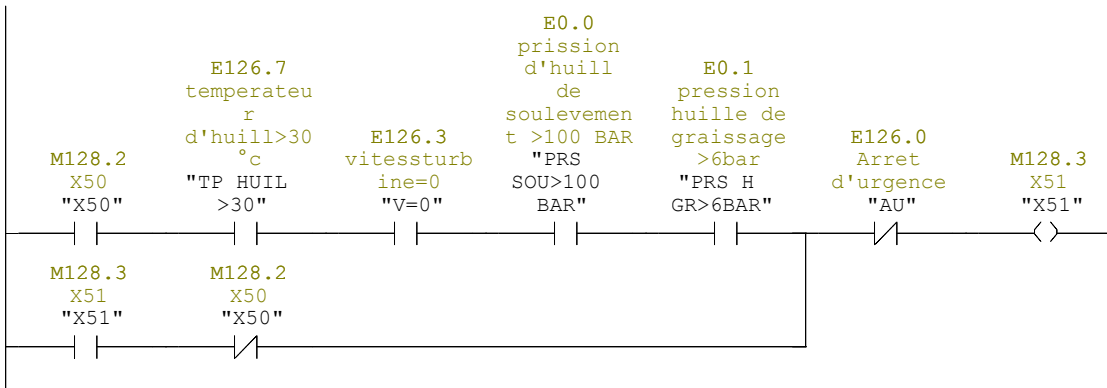 E0.0
prission
d'huill
de
soulevemen
t >100 BAR
"PRS
SOU>100
BAR"
E126.7
temperateu
r
d'huill>30
°c
"TP HUIL
>30"
E0.1
pression
huille de
graissage
>6bar
"PRS H
GR>6BAR"
M128.2
X50
"X50"
E126.3
vitessturb
ine=0
"V=0"
E126.0
Arret
d'urgence
"AU"
M128.3
X51
"X51"
M128.3
X51
"X51"
M128.2
X50
"X50"